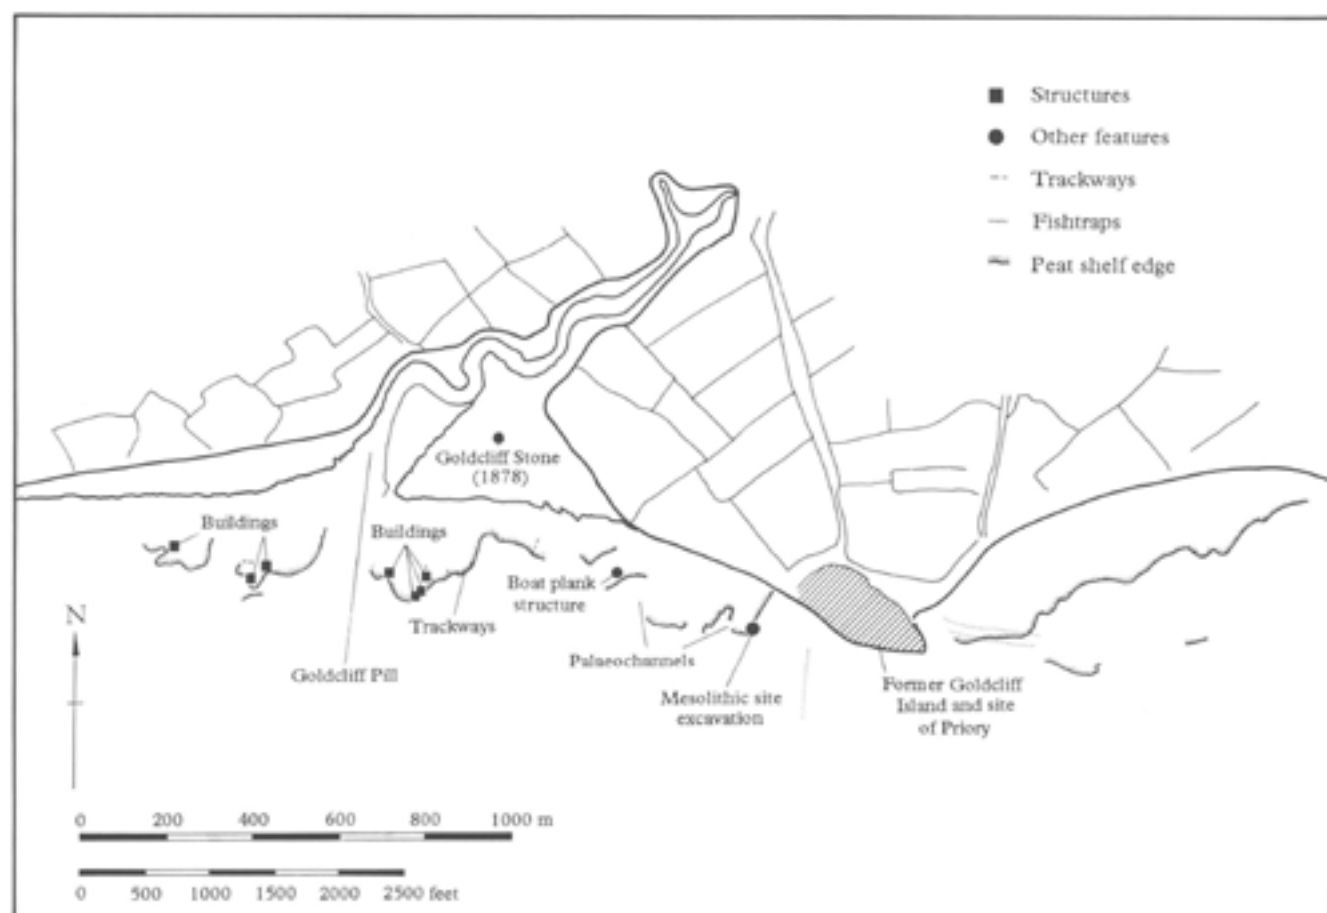 Structures
Other features
Trackways
Fishtraps
Peat shelf edge
Goldcliff Stone
(1878)
Buildings
Buildings
Boat plank
structure
Trackways
Palaeochannels
Goldcliff Pill
Mesolithic site
excavation
Former Goldcliff
Island and site
of Priory
N
0 200 400 600 800 1000 m
0 500 1000 1500 2000 2500 feet